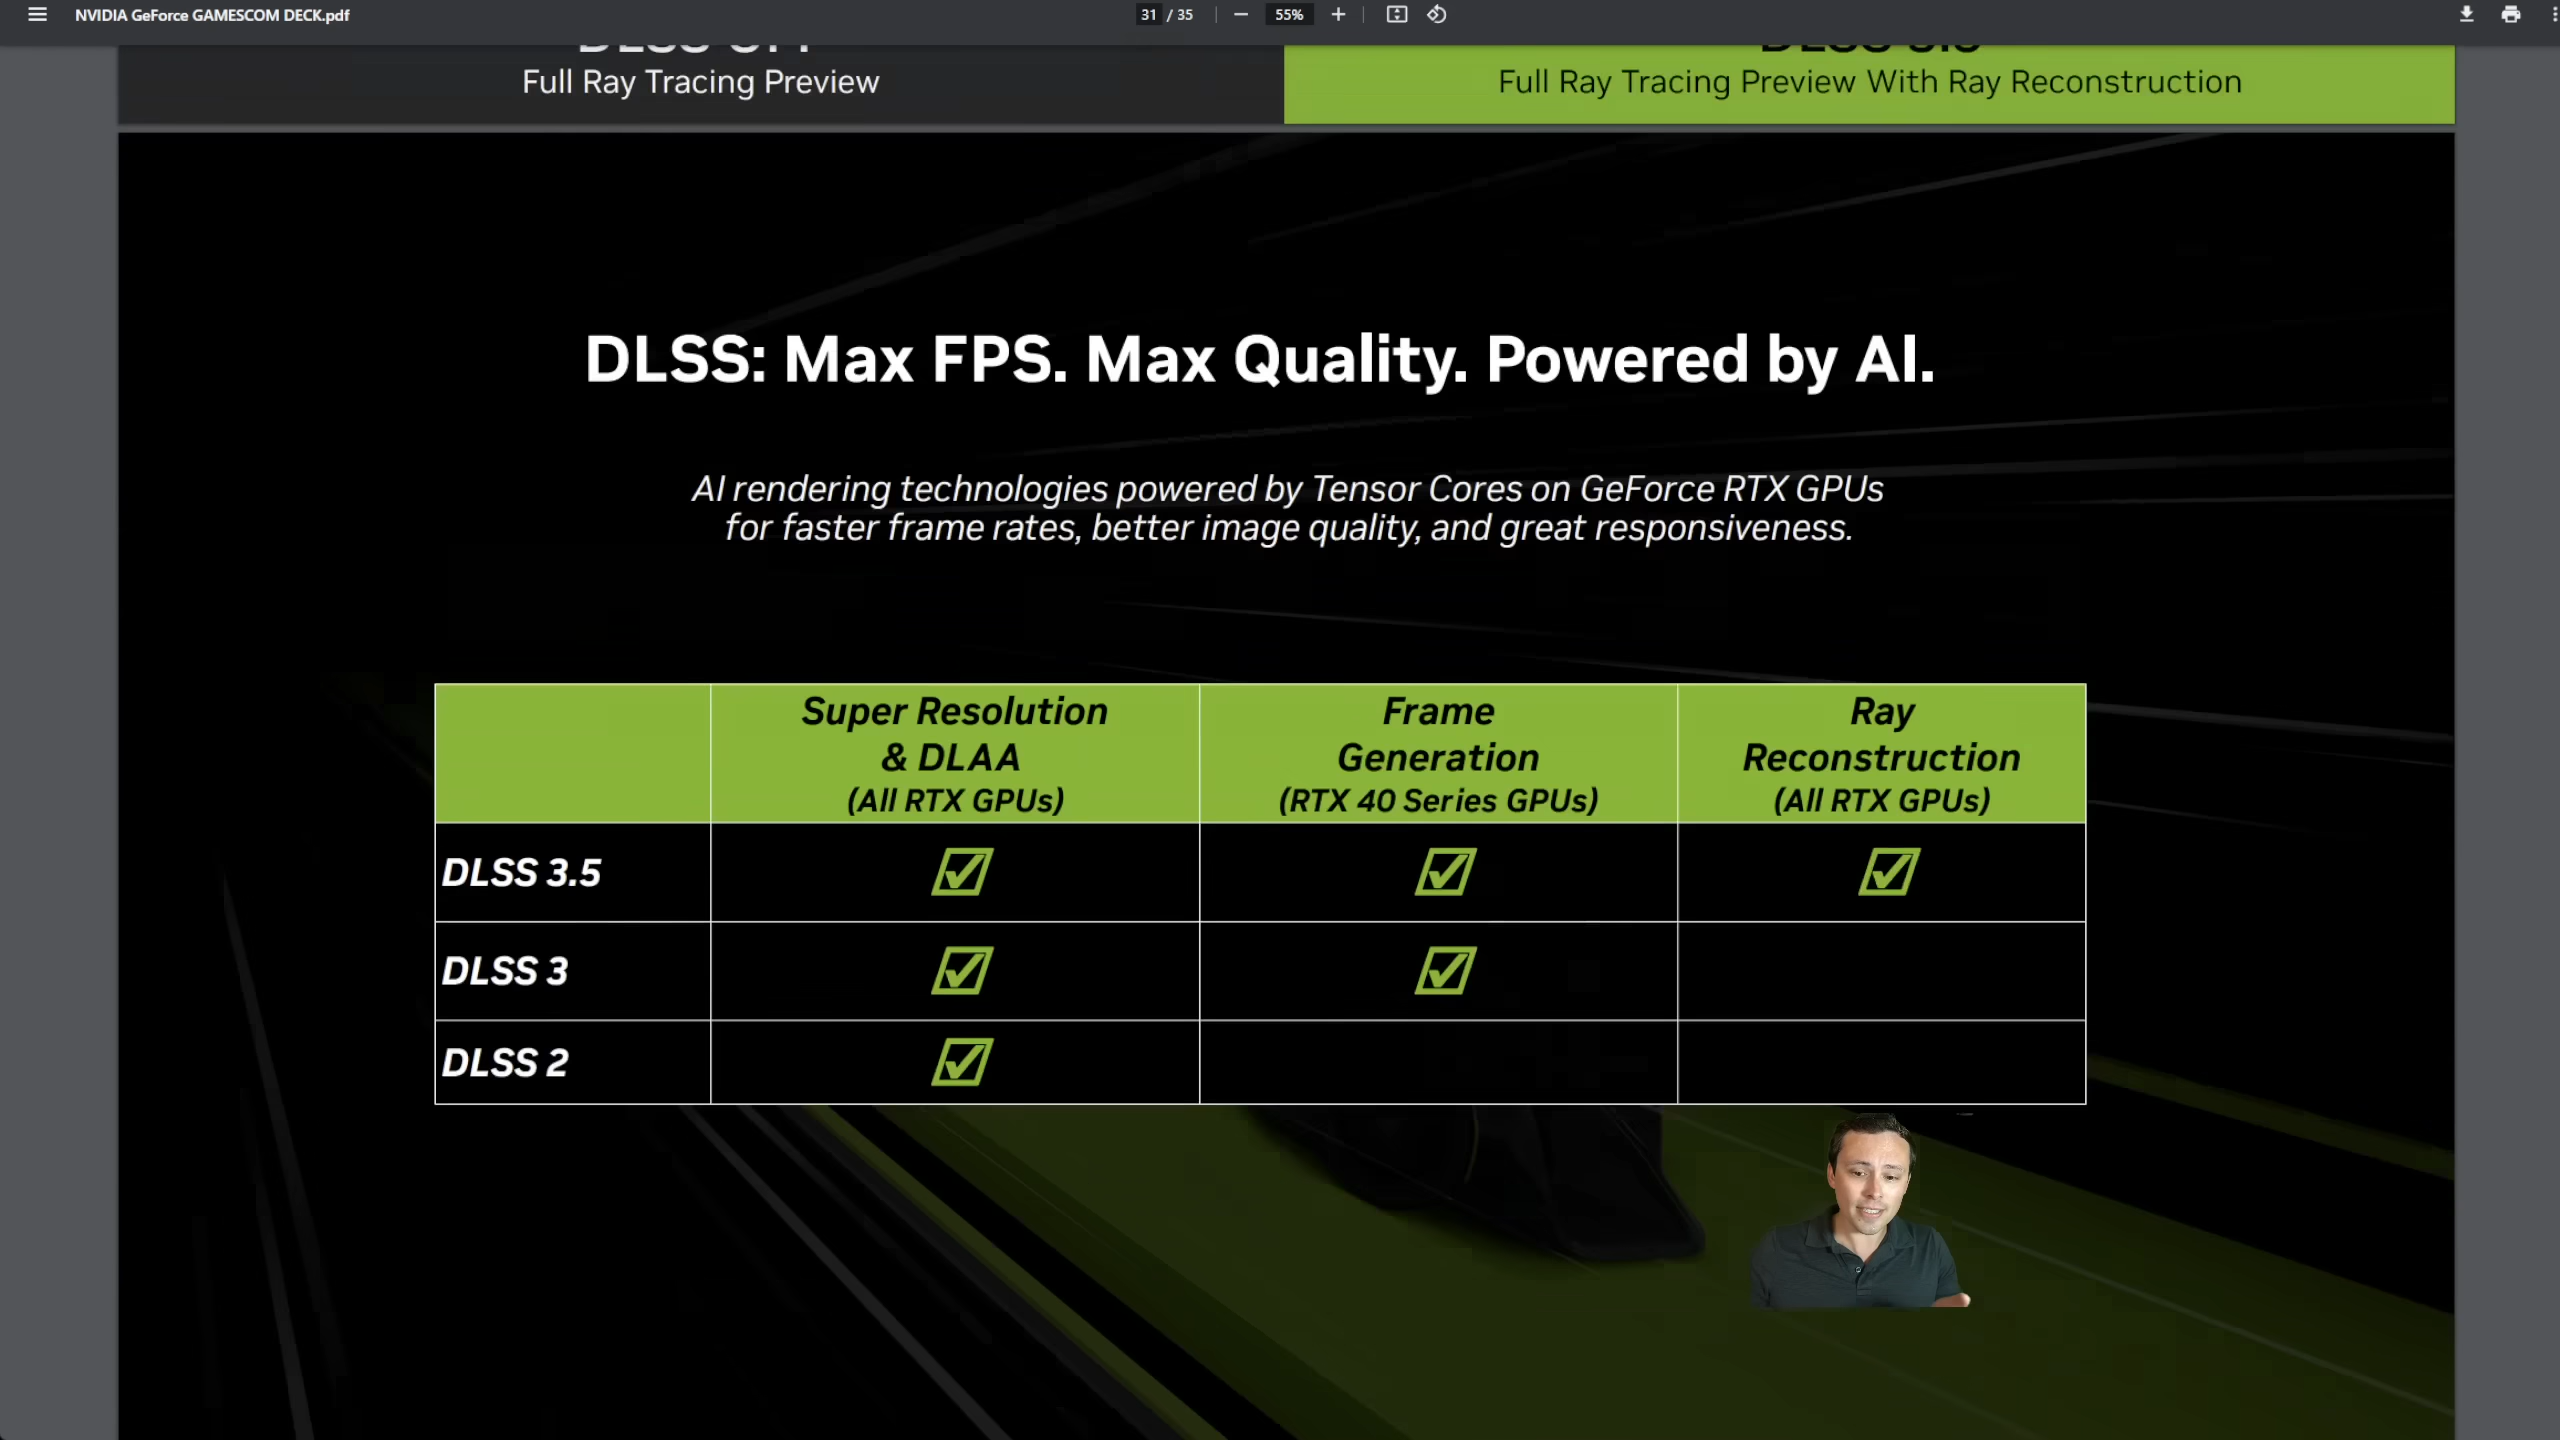 NVIDIA GeForce GAMESCOM DECK.pdf
31 / 35
55%
Full Ray Tracing Preview
Full Ray Tracing Preview With Ray Reconstruction
DLSS: Max FPS. Max Quality. Powered by AI.
AI rendering technologies powered by Tensor Cores on GeForce RTX GPUs
for faster frame rates, better image quality, and great responsiveness.
Super Resolution
& DLAA
(All RTX GPUs)
Frame
Generation
(RTX 40 Series GPUs)
Ray
Reconstruction
(All RTX GPUs)
DLSS 3.5
DLSS 3
DLSS 2